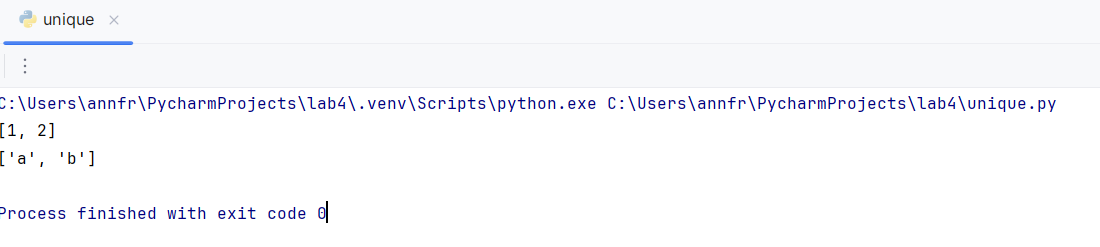 unique
C:\Users\annfr\PycharmProjects\lab4\.venv\Scripts\python.exe C:\Users\annfr\PycharmProjects\lab4\unique.py
[1, 2]
['a', 'b']
Process finished with exit code 0